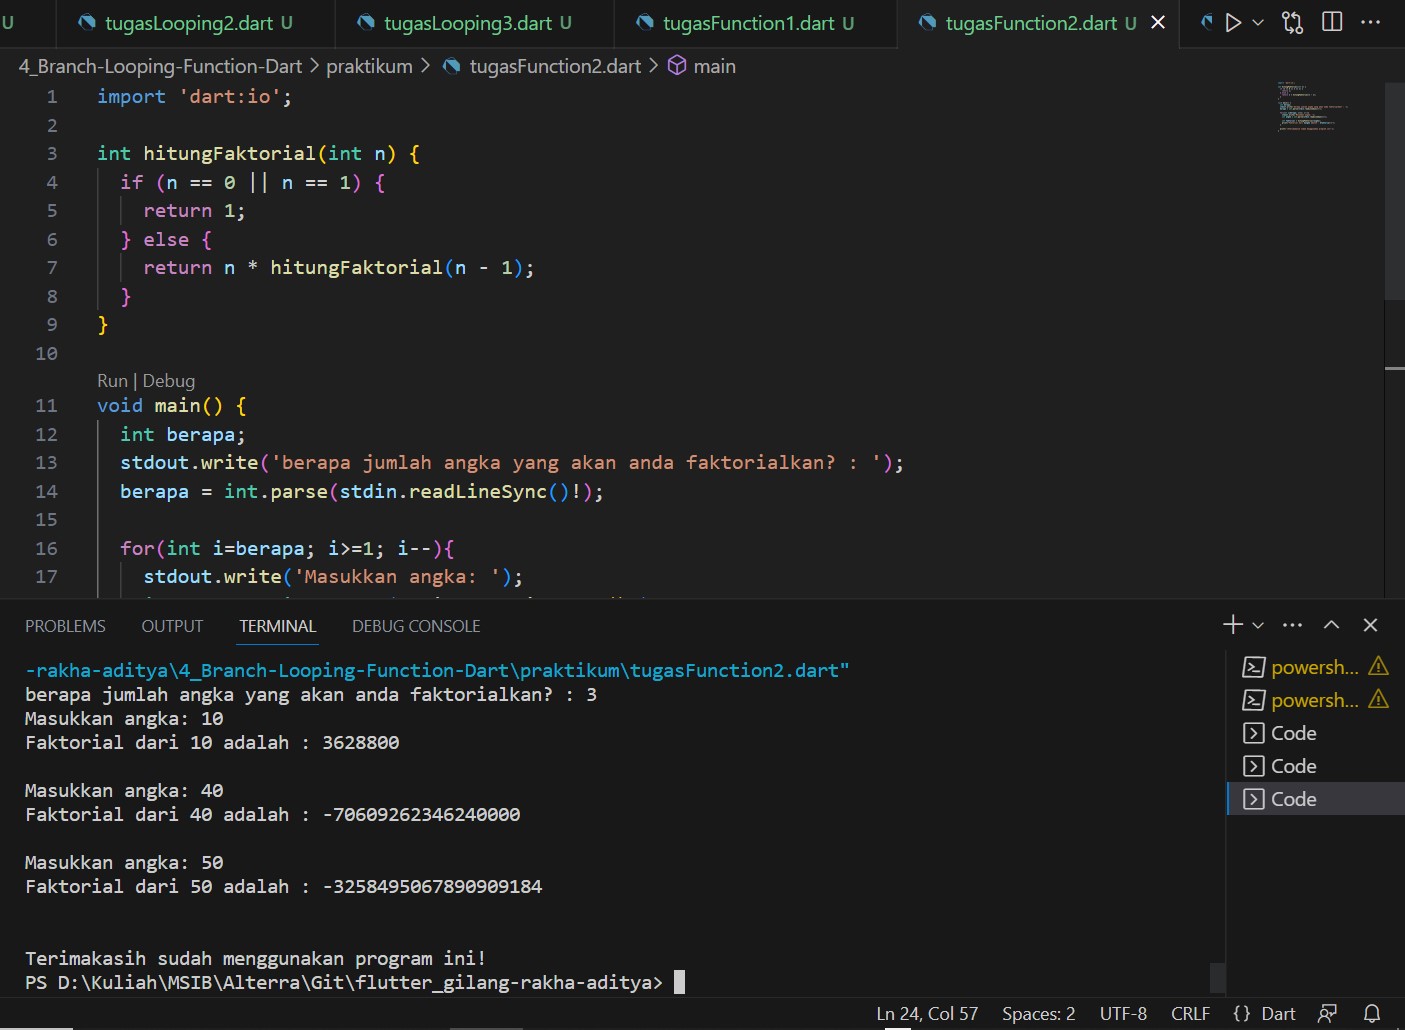 U tugasLooping2.dart U tugasLooping3.dart U tugasFunction1.dart U tugasFunction2.dart U
4_Branch-Looping-Function-Dart > praktikum > tugasFunction2.dart > main
1 import 'dart:io';
2
3 int hitungFaktorial(int n) {
4 if (n == 0 || n == 1) {
5 return 1;
6 } else {
7 return n * hitungFaktorial(n - 1);
8 }
9 }
10
Run | Debug
11 void main() {
12 int berapa;
13 stdout.write('berapa jumlah angka yang akan anda faktorialkan? : ');
14 berapa = int.parse(stdin.readLineSync()!);
15
16 for(int i=berapa; i>=1; i--){
17 stdout.write('Masukkan angka: ');
PROBLEMS OUTPUT TERMINAL DEBUG CONSOLE
-rakha-aditya\4_Branch-Looping-Function-Dart\praktikum\tugasFunction2.dart"
berapa jumlah angka yang akan anda faktorialkan? : 3
Masukkan angka: 10
Faktorial dari 10 adalah : 3628800
Masukkan angka: 40
Faktorial dari 40 adalah : -70609262346240000
Masukkan angka: 50
Faktorial dari 50 adalah : -3258495067890909184
Terimakasih sudah menggunakan program ini!
PS D:\Kuliah\MSIB\Alterra\Git\flutter_gilang-rakha-aditya>
powersh...
powersh...
Code
Code
Code
Ln 24, Col 57 Spaces: 2 UTF-8 CRLF {} Dart